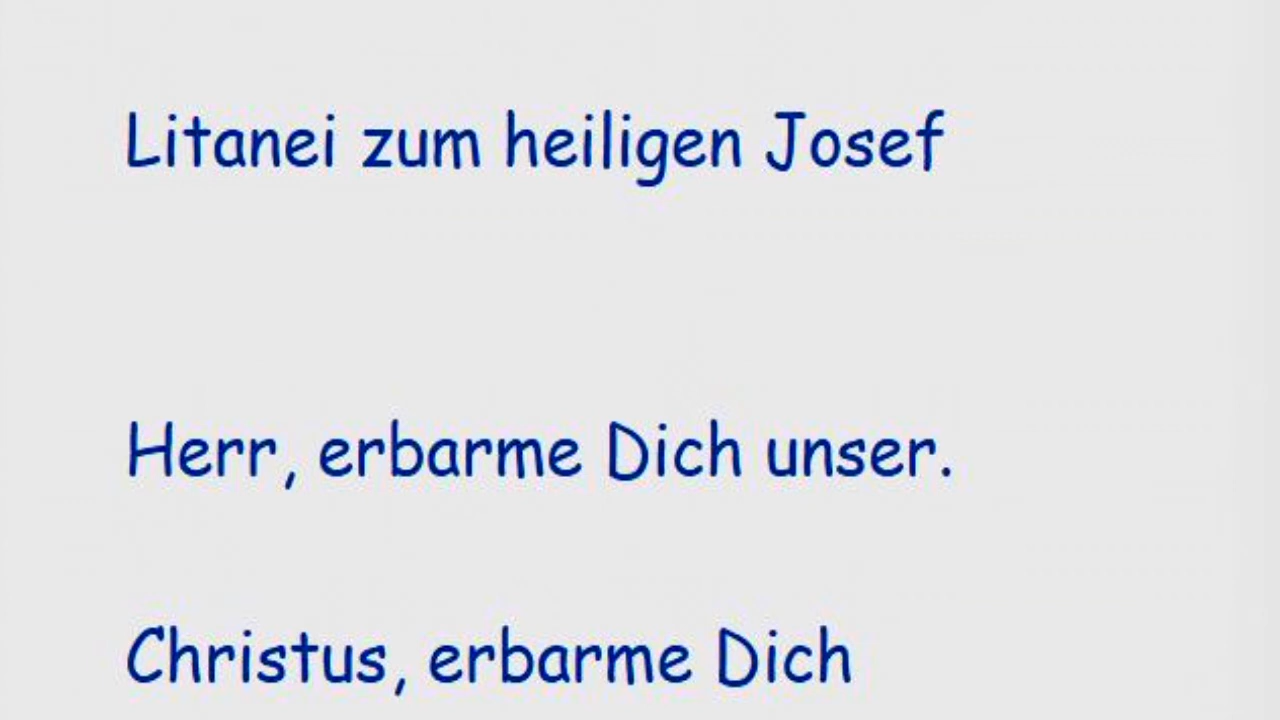 Litanei zum heiligen Josef
Herr, erbarme Dich unser.
Christus, erbarme Dich